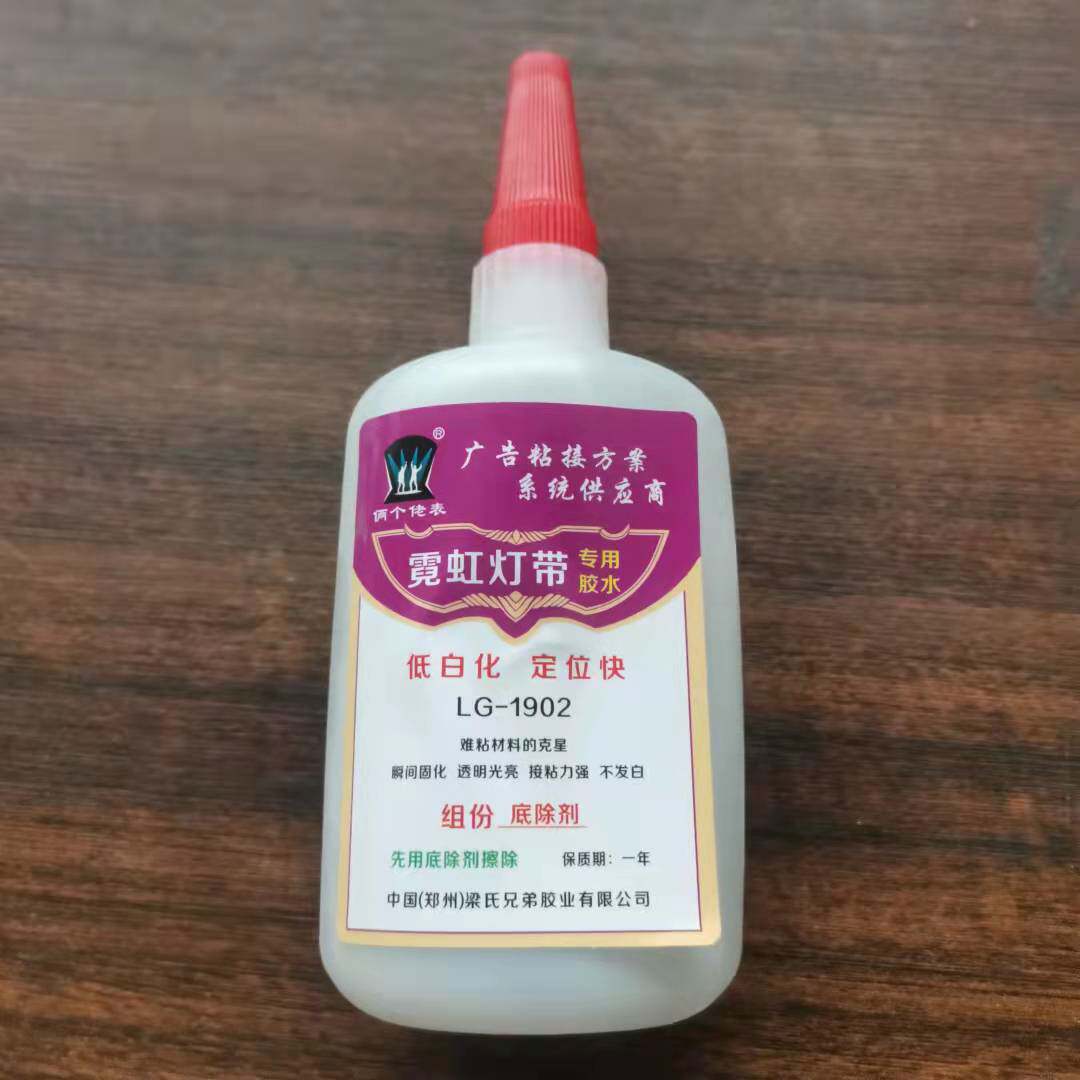 ®
广告粘接方案
系统供应商
俩个佬表
霓虹灯带 专用
胶水
低白化 定位快
LG-1902
难粘材料的克星
瞬间固化 透明光亮 接粘力强 不发白
组份 底除剂
先用底除剂擦除 保质期：一年
中国(郑州)梁氏兄弟胶业有限公司